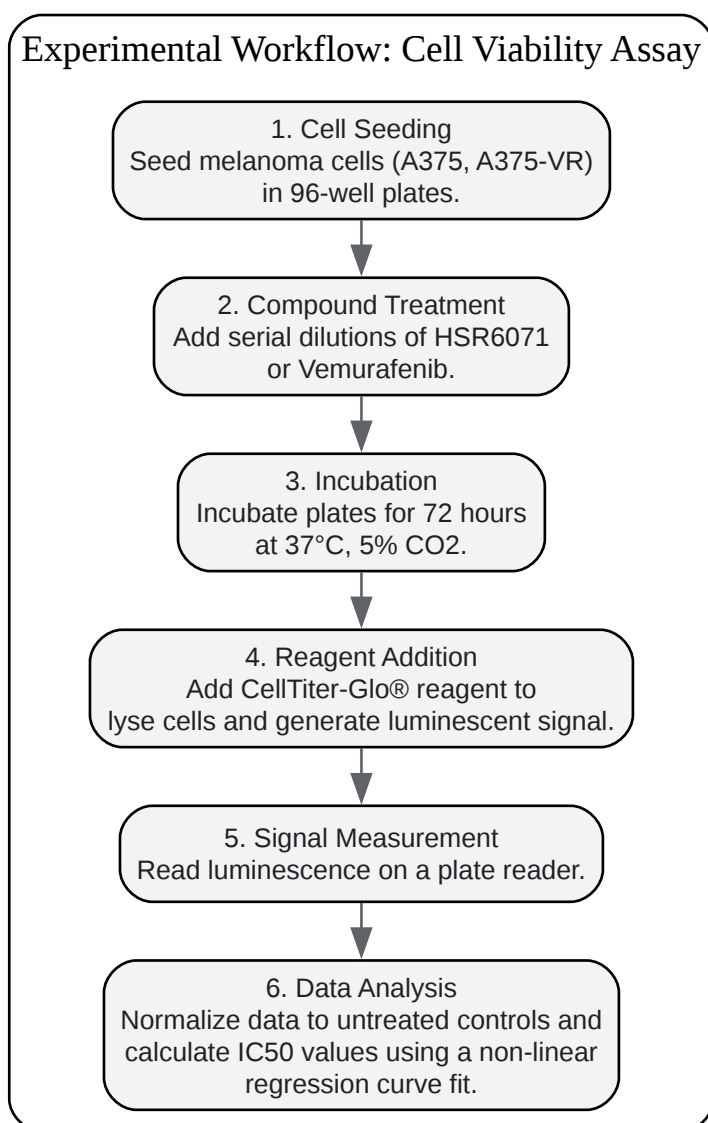 Experimental Workflow: Cell Viability Assay
1. Cell Seeding
Seed melanoma cells (A375, A375-VR)
in 96-well plates.
2. Compound Treatment
Add serial dilutions of HSR6071
or Vemurafenib.
3. Incubation
Incubate plates for 72 hours
at 37°C, 5% CO2.
4. Reagent Addition
Add CellTiter-Glo® reagent to
lyse cells and generate luminescent signal.
5. Signal Measurement
Read luminescence on a plate reader.
6. Data Analysis
Normalize data to untreated controls and
calculate IC50 values using a non-linear
regression curve fit.